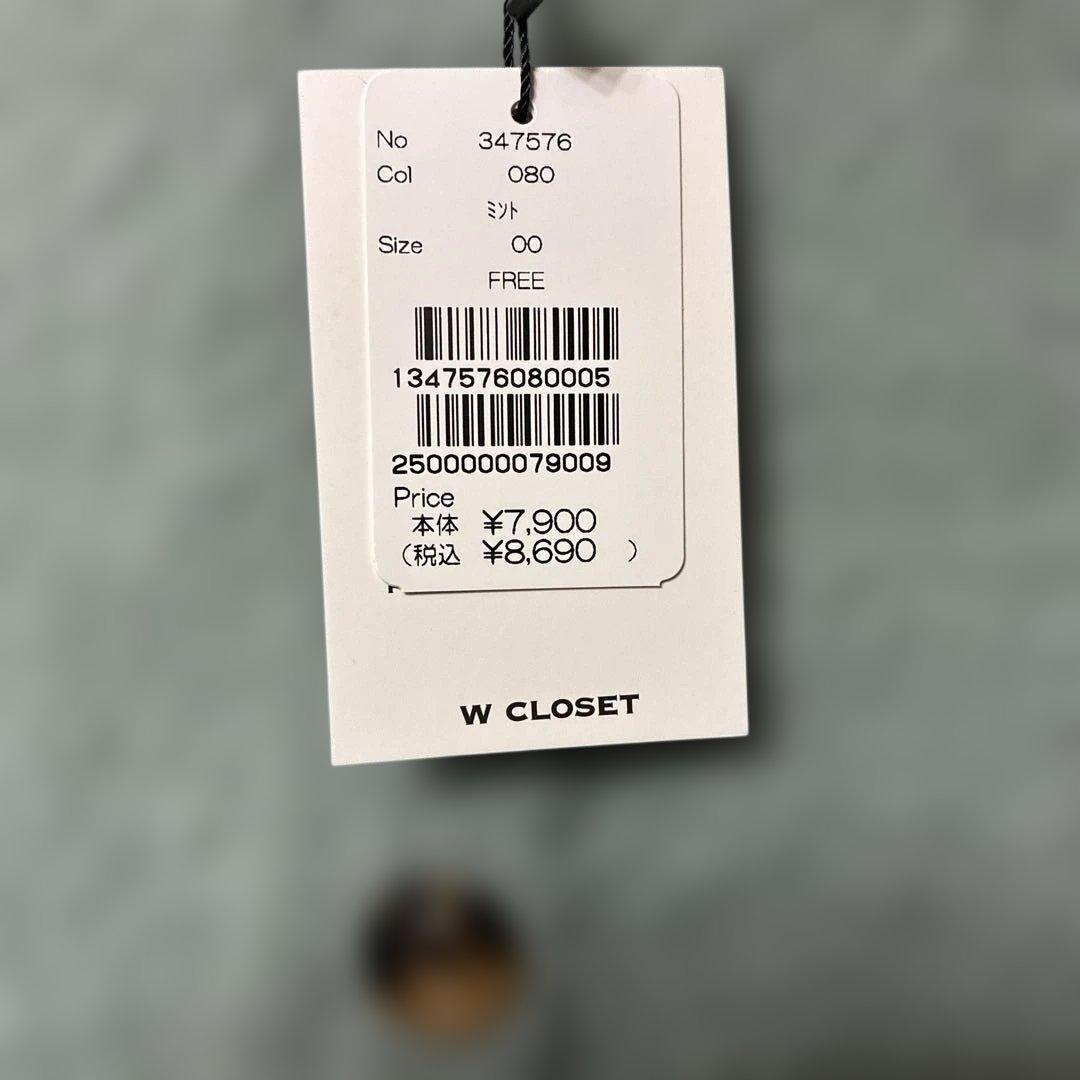 No 347576
Col 080
ﾐﾝﾄ
Size 00
FREE
1347576080005
2500000079009
Price
本体 ¥7,900
(税込 ¥8,690 )
W CLOSET